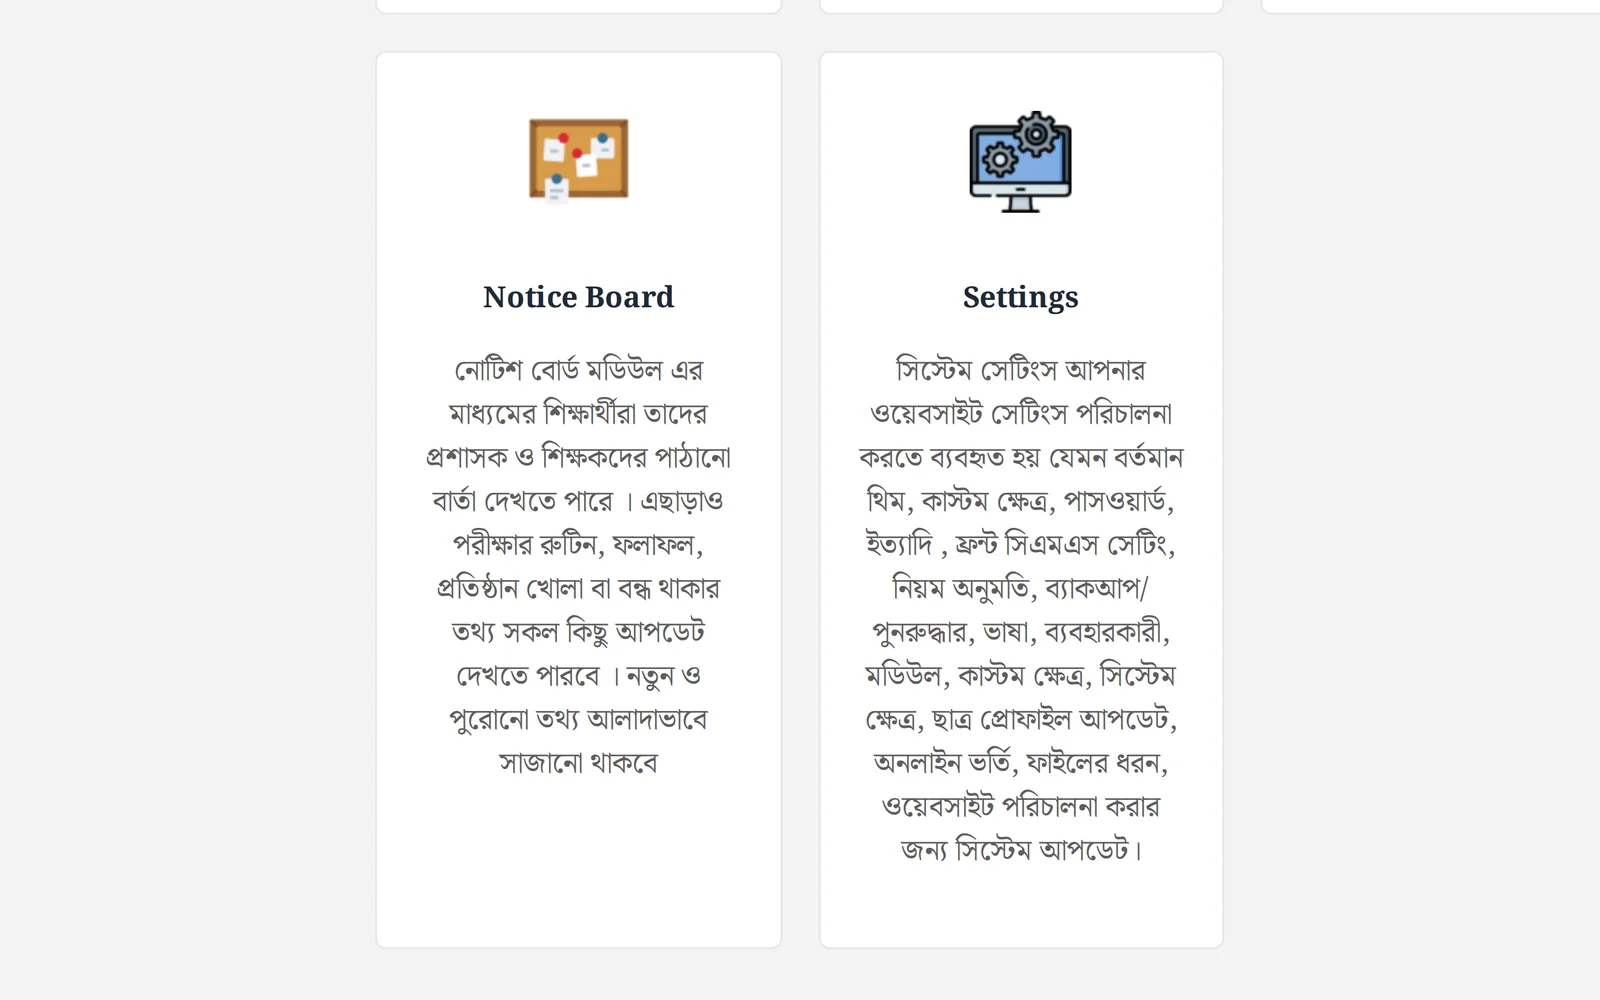 Notice Board
নোটিশ বোর্ড মডিউল এর
মাধ্যমের শিক্ষার্থীরা তাদের
প্রশাসক ও শিক্ষকদের পাঠানো
বার্তা দেখতে পারে । এছাড়াও
পরীক্ষার রুটিন, ফলাফল,
প্রতিষ্ঠান খোলা বা বন্ধ থাকার
তথ্য সকল কিছু আপডেট
দেখতে পারবে । নতুন ও
পুরোনো তথ্য আলাদাভাবে
সাজানো থাকবে
Settings
সিস্টেম সেটিংস আপনার
ওয়েবসাইট সেটিংস পরিচালনা
করতে ব্যবহৃত হয় যেমন বর্তমান
থিম, কাস্টম ক্ষেত্র, পাসওয়ার্ড,
ইত্যাদি , ফ্রন্ট সিএমএস সেটিং,
নিয়ম অনুমতি, ব্যাকআপ/
পুনরুদ্ধার, ভাষা, ব্যবহারকারী,
মডিউল, কাস্টম ক্ষেত্র, সিস্টেম
ক্ষেত্র, ছাত্র প্রোফাইল আপডেট,
অনলাইন ভর্তি, ফাইলের ধরন,
ওয়েবসাইট পরিচালনা করার
জন্য সিস্টেম আপডেট।